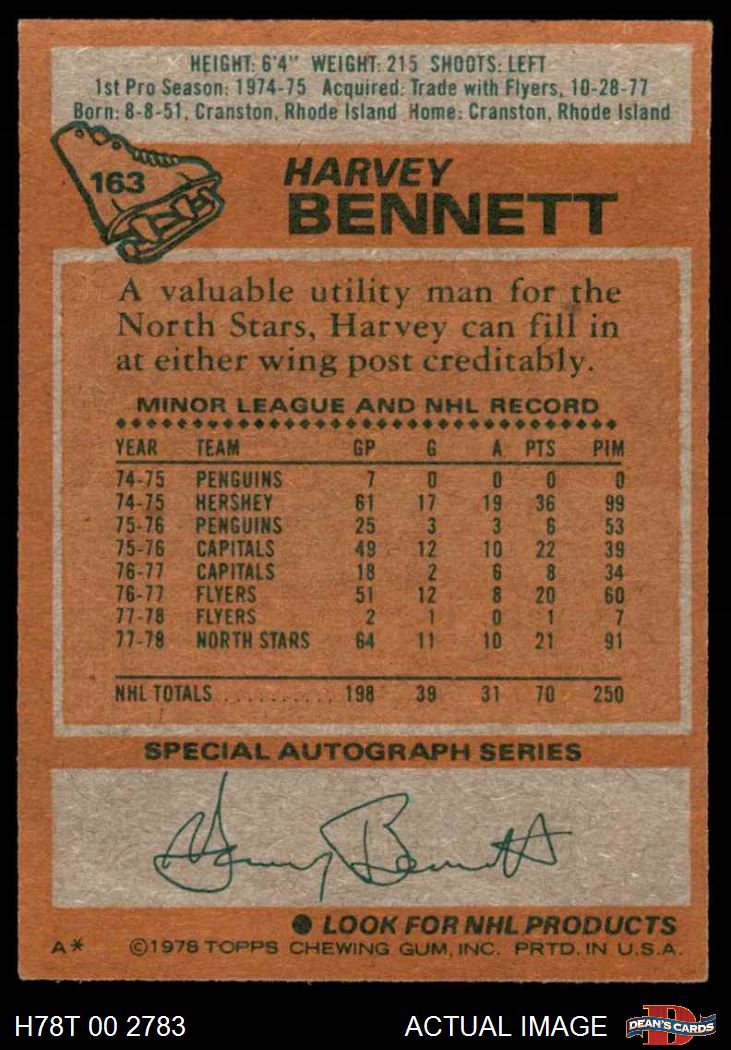 HEIGHT: 6'4" WEIGHT: 215 SHOOTS: LEFT
1st Pro Season: 1974-75 Acquired: Trade with Flyers, 10-28-77
Born: 8-8-51, Cranston, Rhode Island Home: Cranston, Rhode Island
163
HARVEY
BENNETT
A valuable utility man for the
North Stars, Harvey can fill in
at either wing post creditably.
MINOR LEAGUE AND NHL RECORD
YEAR TEAM GP G A PTS PIM
74-75 PENGUINS 7 0 0 0 0
74-75 HERSHEY 61 17 19 36 99
75-76 PENGUINS 25 3 3 6 53
75-76 CAPITALS 49 12 10 22 39
76-77 CAPITALS 18 2 6 8 34
76-77 FLYERS 51 12 8 20 60
77-78 FLYERS 2 1 0 1 7
77-78 NORTH STARS 64 11 10 21 91
NHL TOTALS ........... 198 39 31 70 250
SPECIAL AUTOGRAPH SERIES
Harvey Bennett
● LOOK FOR NHL PRODUCTS
A* ©1978 TOPPS CHEWING GUM, INC. PRTD. IN U.S.A.
H78T 00 2783 ACTUAL IMAGE D DEAN'S CARDS